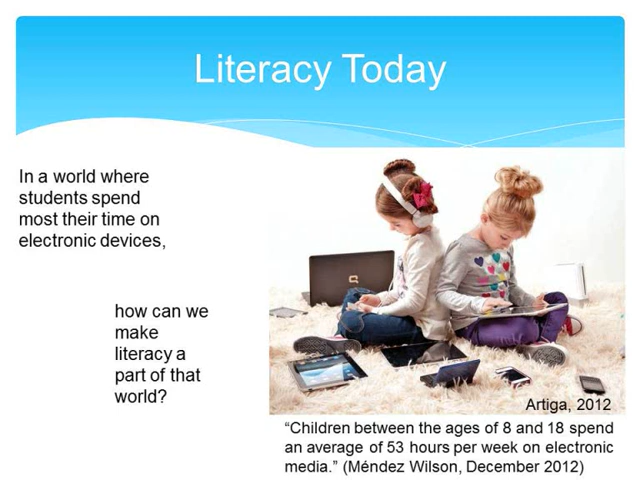 Literacy Today
In a world where
students spend
most their time on
electronic devices,
how can we
make
literacy a
part of that
world?
Artiga, 2012
“Children between the ages of 8 and 18 spend
an average of 53 hours per week on electronic
media.” (Méndez Wilson, December 2012)